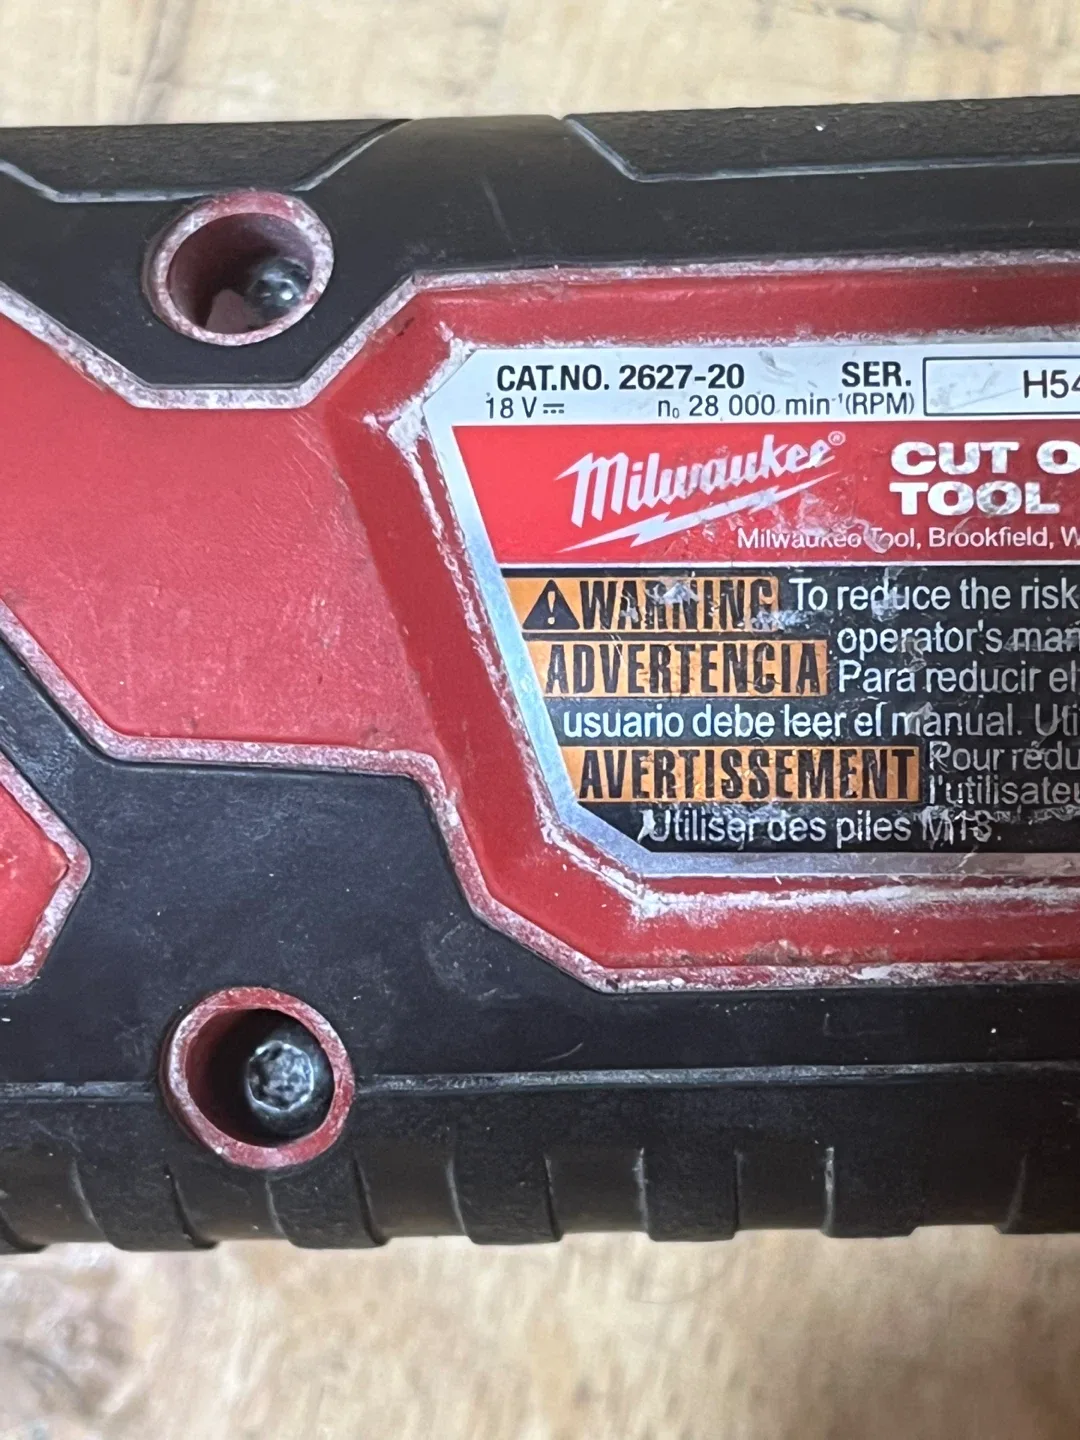 CAT.NO. 2627-20 SER. H54
18 V n₀ 28 000 min⁻¹(RPM)
Milwaukee®
CUT O
TOOL
Milwaukee Tool, Brookfield, W
WARNING To reduce the risk
operator's man
ADVERTENCIA Para reducir el
usuario debe leer el manual. Uti
AVERTISSEMENT Pour rédu
l'utilisateu
Utiliser des piles M18.